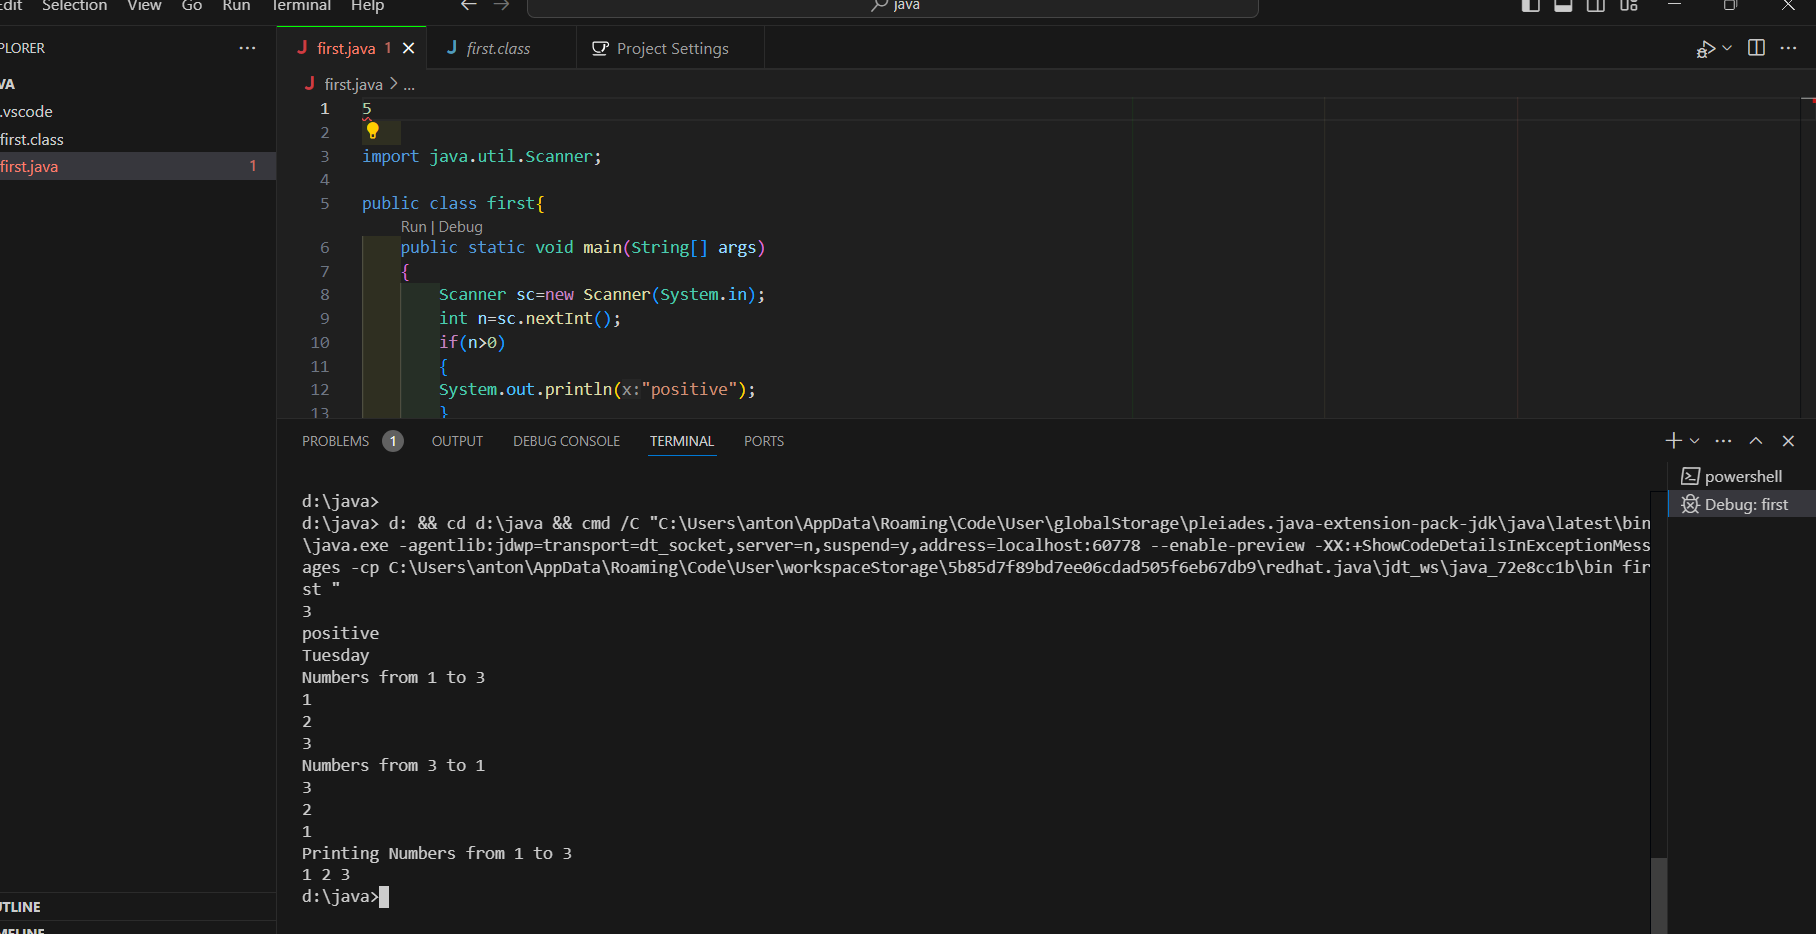 Selection View Go Run Terminal Help
java
first.java 1
first.class
Project Settings
.vscode
first.class
first.java 1
first.java > ...
1 5
2
3 import java.util.Scanner;
4
5 public class first{
Run | Debug
6 public static void main(String[] args)
7 {
8 Scanner sc=new Scanner(System.in);
9 int n=sc.nextInt();
10 if(n>0)
11 {
12 System.out.println(x:"positive");
13 }
PROBLEMS 1 OUTPUT DEBUG CONSOLE TERMINAL PORTS
powershell
Debug: first
d:\java>
d:\java> d: && cd d:\java && cmd /C "C:\Users\anton\AppData\Roaming\Code\User\globalStorage\pleiades.java-extension-pack-jdk\java\latest\bin
\java.exe -agentlib:jdwp=transport=dt_socket,server=n,suspend=y,address=localhost:60778 --enable-preview -XX:+ShowCodeDetailsInExceptionMess
ages -cp C:\Users\anton\AppData\Roaming\Code\User\workspaceStorage\5b85d7f89bd7ee06cdad505f6eb67db9\redhat.java\jdt_ws\java_72e8cc1b\bin fir
st "
3
positive
Tuesday
Numbers from 1 to 3
1
2
3
Numbers from 3 to 1
3
2
1
Printing Numbers from 1 to 3
1 2 3
d:\java>